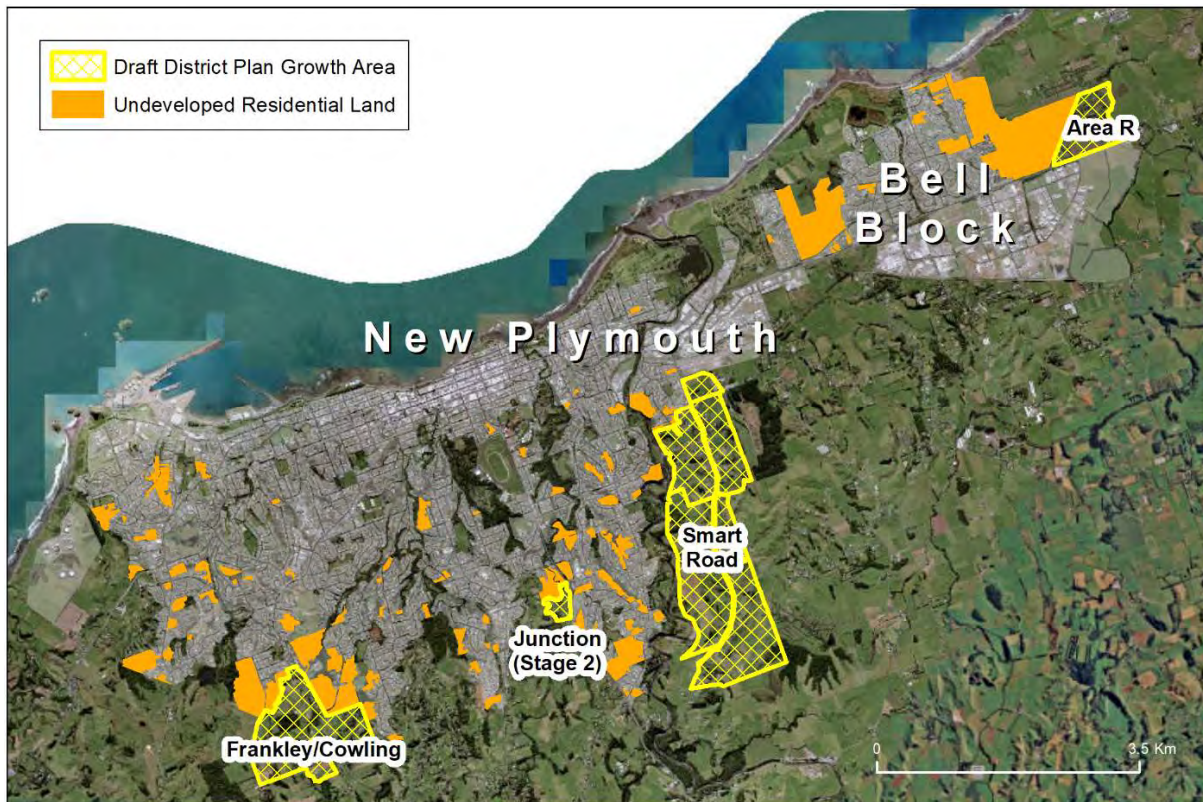 Draft District Plan Growth Area
Undeveloped Residential Land
Area R
Bell
Block
New Plymouth
Smart
Road
Junction
(Stage 2)
Frankley/Cowling
0
3.5 Km